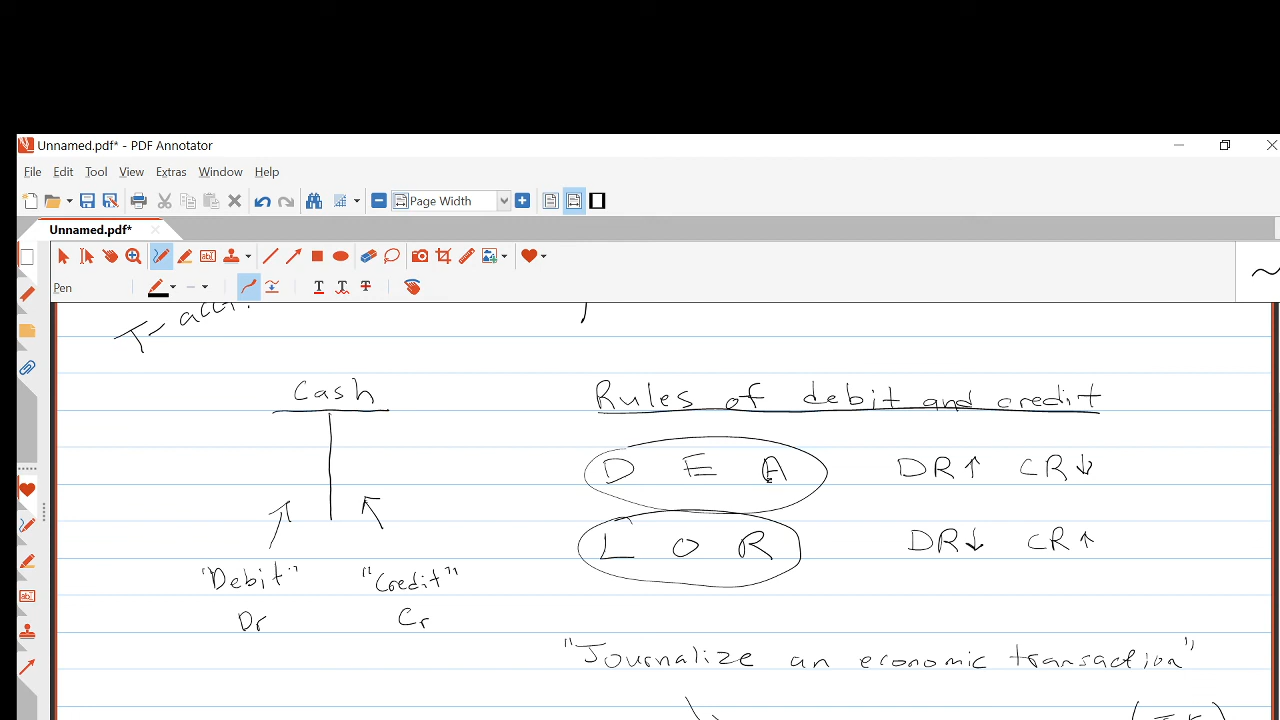 Unnamed.pdf* - PDF Annotator
File Edit Tool View Extras Window Help
Page Width
Unnamed.pdf*
Pen
T-
Cash
Rules of debit and credit
D E A DR↑ CR↓
L O R DR↓ CR↑
"Debit" "Credit"
Dr Cr
"Journalize an economic transaction"